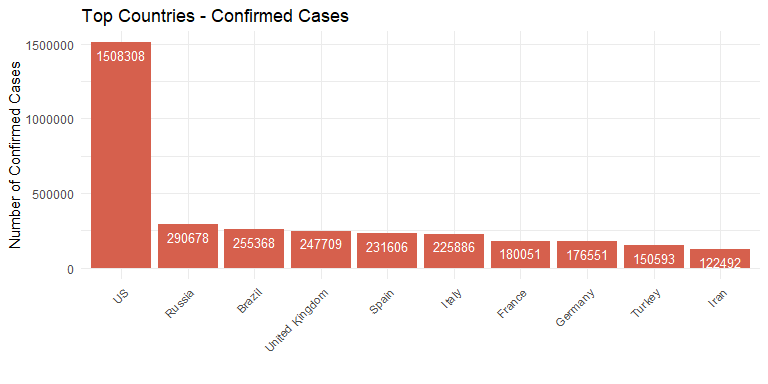 Top Countries - Confirmed Cases
Number of Confirmed Cases
1500000
1000000
500000
0
1508308
290678
255368
247709
231606
225886
180051
176551
150593
122492
US
Russia
Brazil
United Kingdom
Spain
Italy
France
Germany
Turkey
Iran